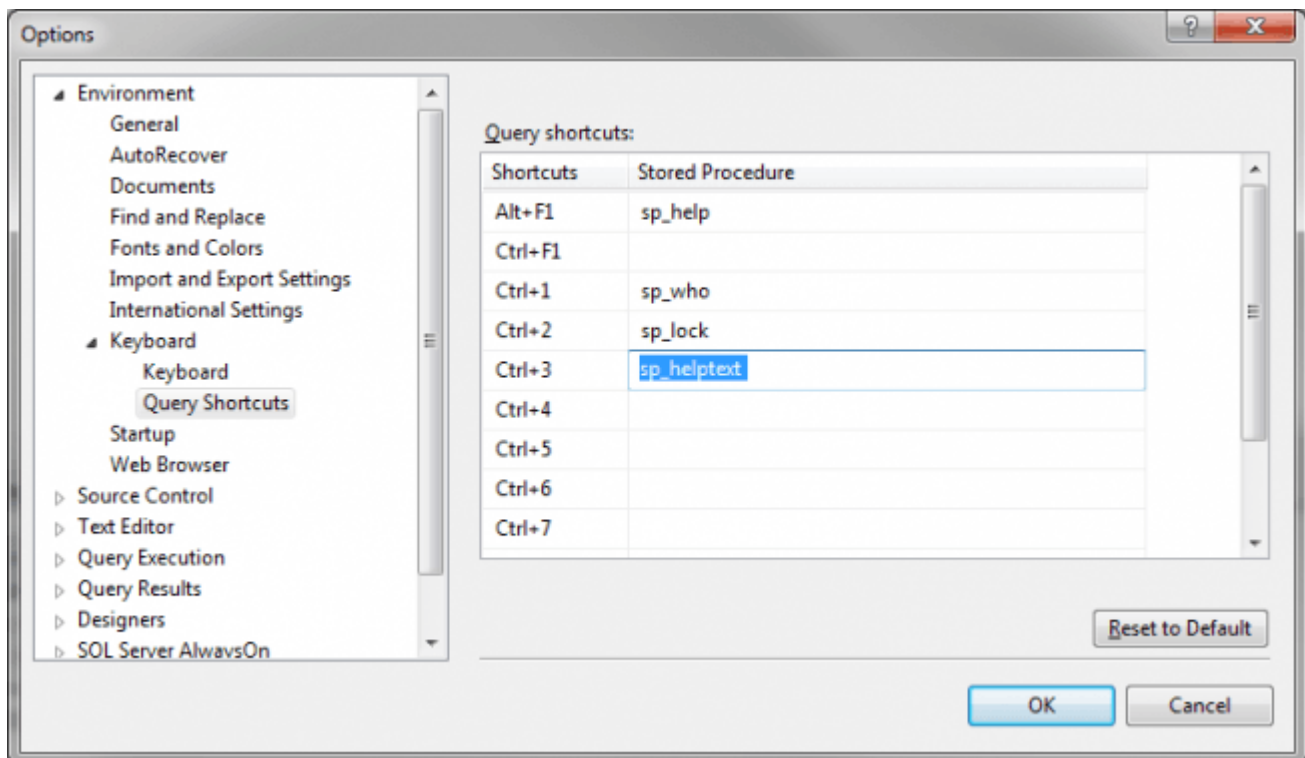 Options
Environment
General
AutoRecover
Documents
Find and Replace
Fonts and Colors
Import and Export Settings
International Settings
Keyboard
Keyboard
Query Shortcuts
Startup
Web Browser
Source Control
Text Editor
Query Execution
Query Results
Designers
SQL Server AlwaysOn
Query shortcuts:
Shortcuts Stored Procedure
Alt+F1 sp_help
Ctrl+F1
Ctrl+1 sp_who
Ctrl+2 sp_lock
Ctrl+3 sp_helptext
Ctrl+4
Ctrl+5
Ctrl+6
Ctrl+7
Reset to Default
OK Cancel